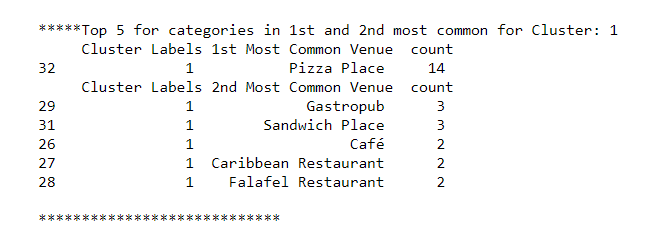 *****Top 5 for categories in 1st and 2nd most common for Cluster: 1
Cluster Labels 1st Most Common Venue count
32 1 Pizza Place 14
Cluster Labels 2nd Most Common Venue count
29 1 Gastropub 3
31 1 Sandwich Place 3
26 1 Café 2
27 1 Caribbean Restaurant 2
28 1 Falafel Restaurant 2
****************************